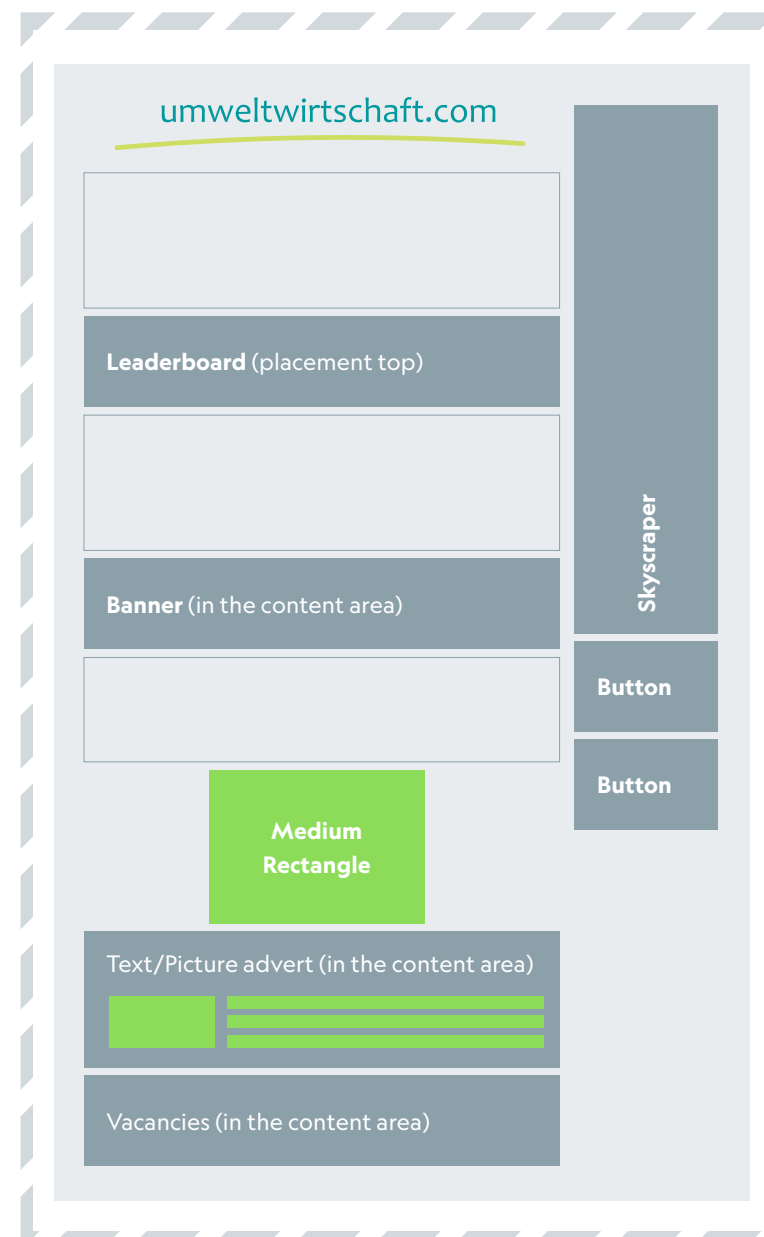 umweltwirtschaft.com
Leaderboard (placement top)
Banner (in the content area)
Skyscraper
Button
Button
Medium
Rectangle
Text/Picture advert (in the content area)
Vacancies (in the content area)